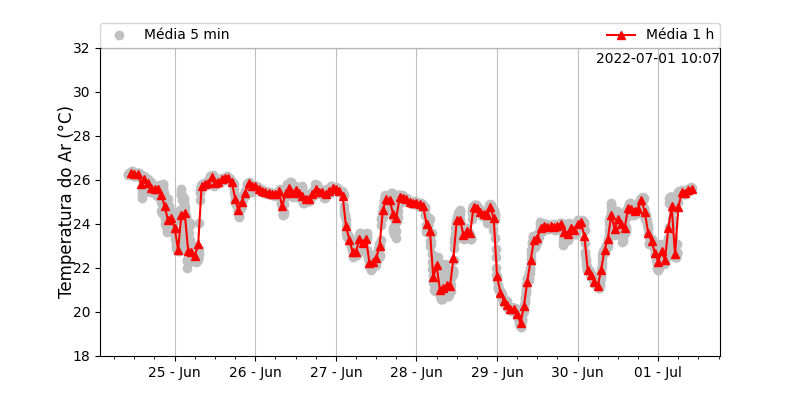 Média 5 min
Média 1 h
2022-07-01 10:07
Temperatura do Ar (°C)
32
30
28
26
24
22
20
18
25 - Jun
26 - Jun
27 - Jun
28 - Jun
29 - Jun
30 - Jun
01 - Jul